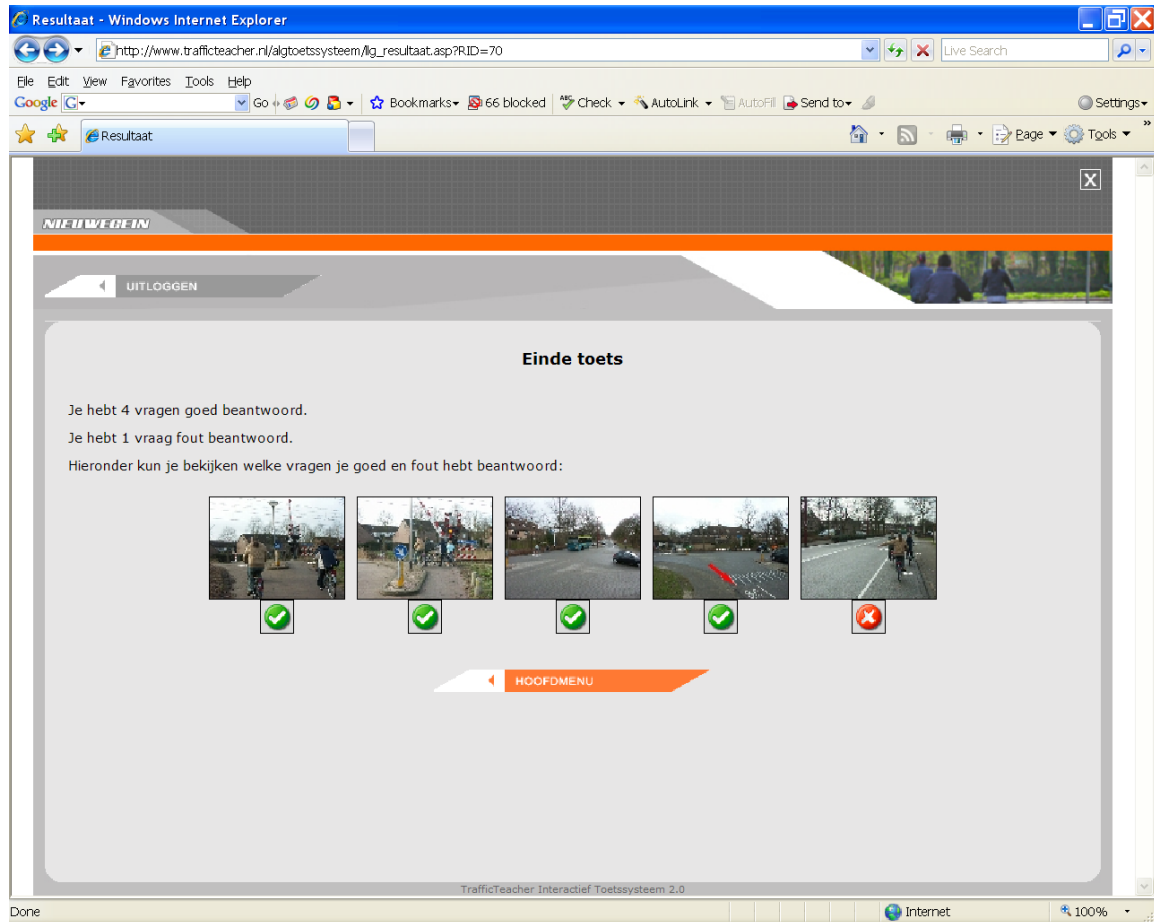 Resultaat - Windows Internet Explorer
http://www.trafficteacher.nl/algtoetssysteem/llg_resultaat.asp?RID=70
Live Search
File Edit View Favorites Tools Help
Google G Go Bookmarks 66 blocked Check AutoLink AutoFill Send to Settings
Resultaat Page Tools
X
NIEUWEGEIN
UITLOGGEN
Einde toets
Je hebt 4 vragen goed beantwoord.
Je hebt 1 vraag fout beantwoord.
Hieronder kun je bekijken welke vragen je goed en fout hebt beantwoord:
HOOFDMENU
TrafficTeacher Interactief Toetssysteem 2.0
Done Internet 100%